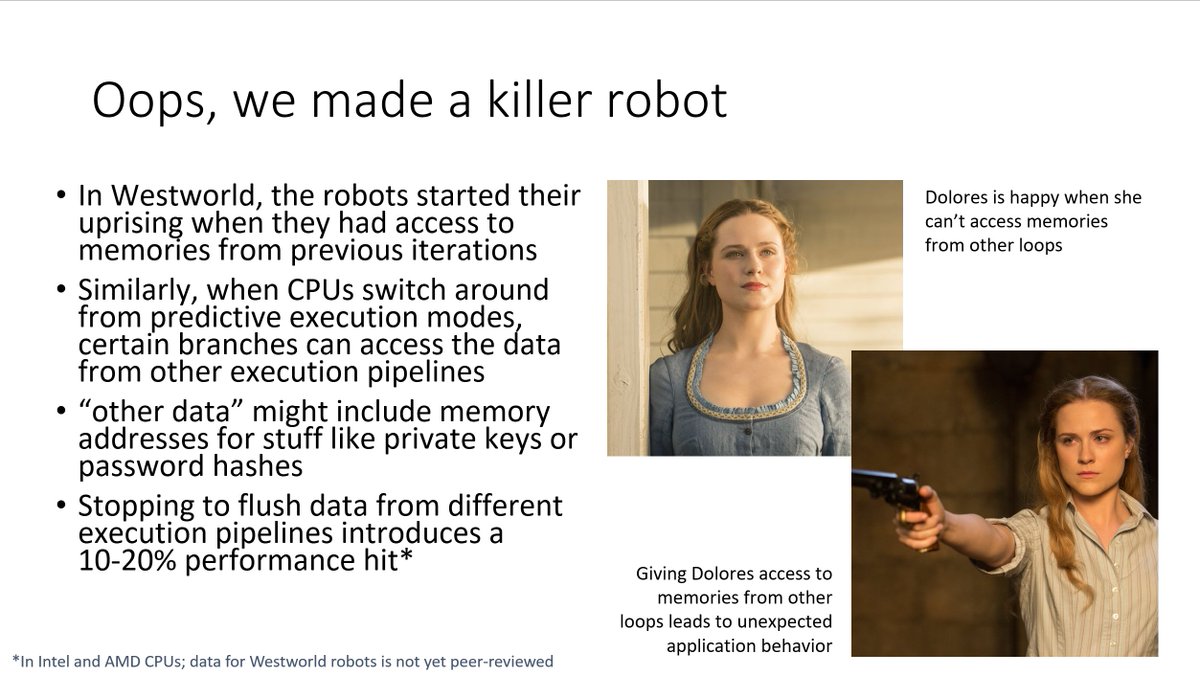 Oops, we made a killer robot
• In Westworld, the robots started their
uprising when they had access to
memories from previous iterations
• Similarly, when CPUs switch around
from predictive execution modes,
certain branches can access the data
from other execution pipelines
• “other data” might include memory
addresses for stuff like private keys or
password hashes
• Stopping to flush data from different
execution pipelines introduces a
10-20% performance hit*
Dolores is happy when she
can’t access memories
from other loops
Giving Dolores access to
memories from other
loops leads to unexpected
application behavior
*In Intel and AMD CPUs; data for Westworld robots is not yet peer-reviewed